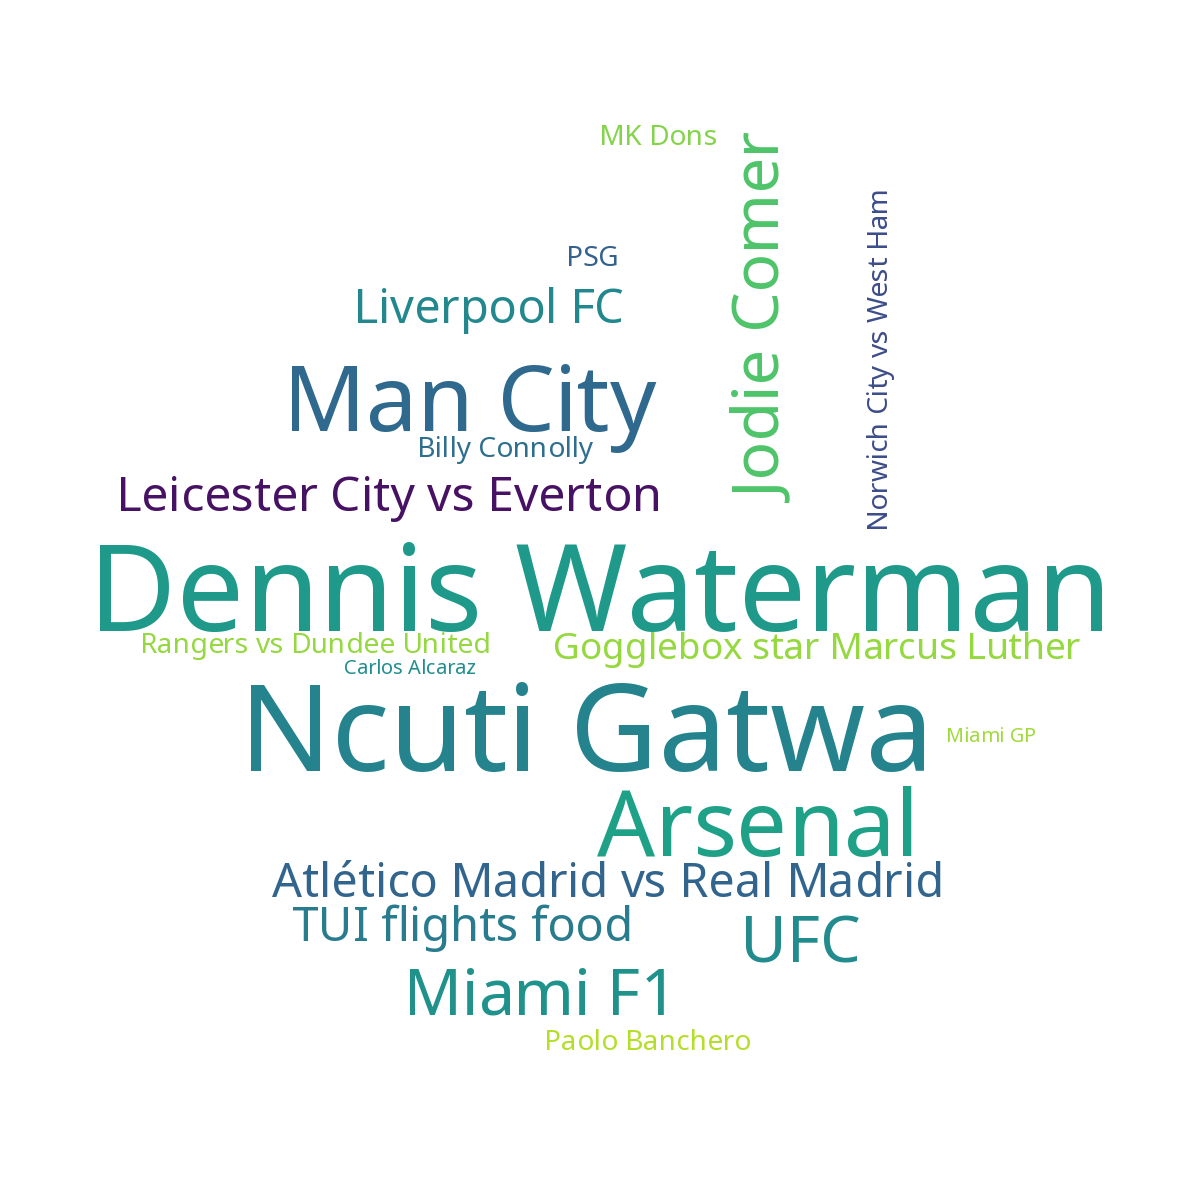 MK Dons
Jodie Comer
Norwich City vs West Ham
PSG
Liverpool FC
Man City
Billy Connolly
Leicester City vs Everton
Dennis Waterman
Rangers vs Dundee United
Gogglebox star Marcus Luther
Carlos Alcaraz
Ncuti Gatwa
Miami GP
Arsenal
Atlético Madrid vs Real Madrid
TUI flights food
UFC
Miami F1
Paolo Banchero